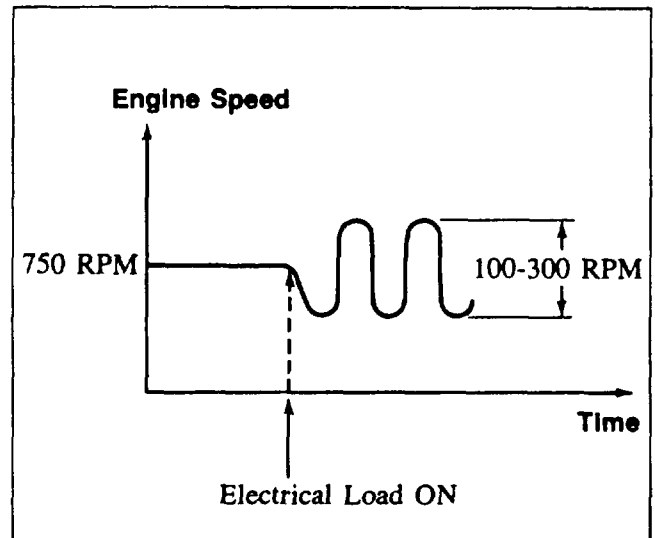 Engine Speed
750 RPM
100-300 RPM
Time
Electrical Load ON